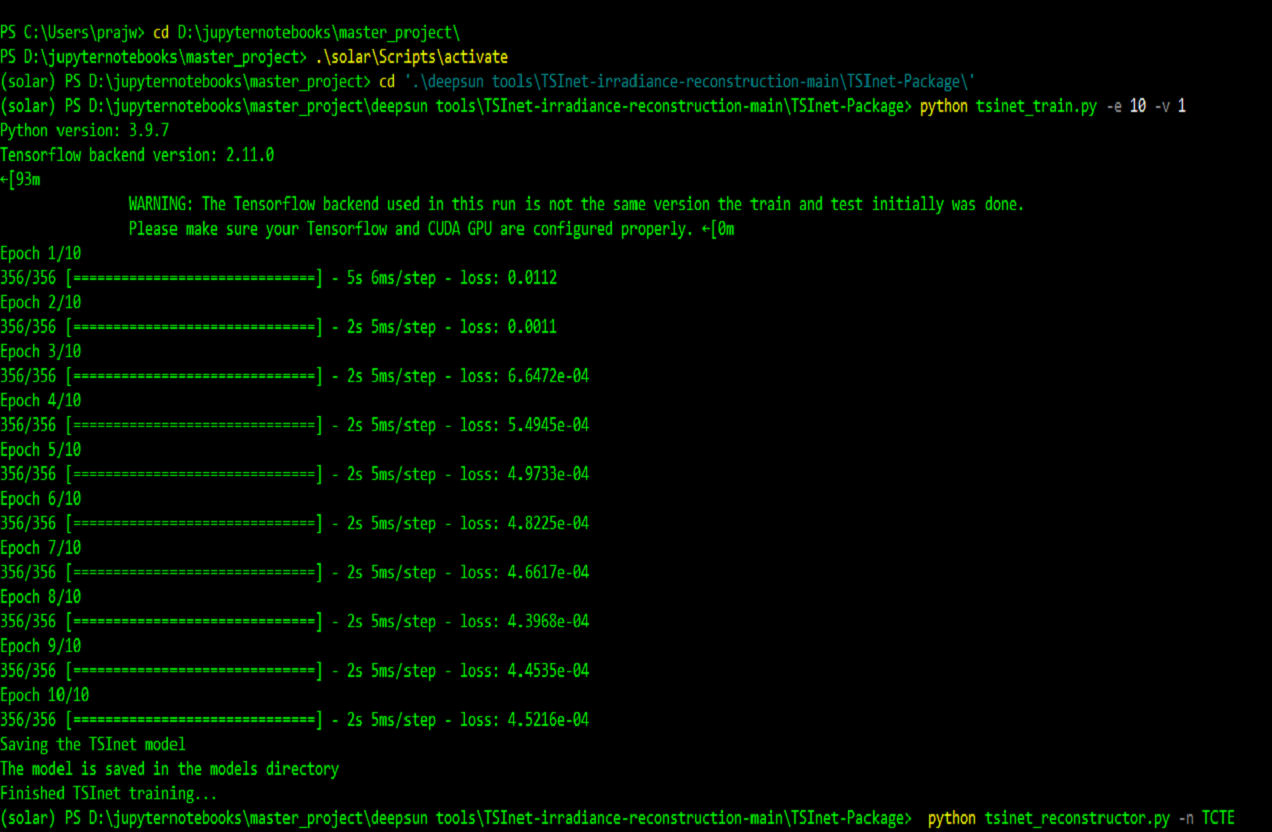 PS C:\Users\prajw> cd D:\jupyternotebooks\master_project\
PS D:\jupyternotebooks\master_project> .\solar\Scripts\activate
(solar) PS D:\jupyternotebooks\master_project> cd '.\deepsun tools\TSInet-irradiance-reconstruction-main\TSInet-Package\'
(solar) PS D:\jupyternotebooks\master_project\deepsun tools\TSInet-irradiance-reconstruction-main\TSInet-Package> python tsinet_train.py -e 10 -v 1
Python version: 3.9.7
Tensorflow backend version: 2.11.0
←[93m
WARNING: The Tensorflow backend used in this run is not the same version the train and test initially was done.
Please make sure your Tensorflow and CUDA GPU are configured properly. ←[0m
Epoch 1/10
356/356 [==============================] - 5s 6ms/step - loss: 0.0112
Epoch 2/10
356/356 [==============================] - 2s 5ms/step - loss: 0.0011
Epoch 3/10
356/356 [==============================] - 2s 5ms/step - loss: 6.6472e-04
Epoch 4/10
356/356 [==============================] - 2s 5ms/step - loss: 5.4945e-04
Epoch 5/10
356/356 [==============================] - 2s 5ms/step - loss: 4.9733e-04
Epoch 6/10
356/356 [==============================] - 2s 5ms/step - loss: 4.8225e-04
Epoch 7/10
356/356 [==============================] - 2s 5ms/step - loss: 4.6617e-04
Epoch 8/10
356/356 [==============================] - 2s 5ms/step - loss: 4.3968e-04
Epoch 9/10
356/356 [==============================] - 2s 5ms/step - loss: 4.4535e-04
Epoch 10/10
356/356 [==============================] - 2s 5ms/step - loss: 4.5216e-04
Saving the TSInet model
The model is saved in the models directory
Finished TSInet training...
(solar) PS D:\jupyternotebooks\master_project\deepsun tools\TSInet-irradiance-reconstruction-main\TSInet-Package>  python tsinet_reconstructor.py -n TCTE